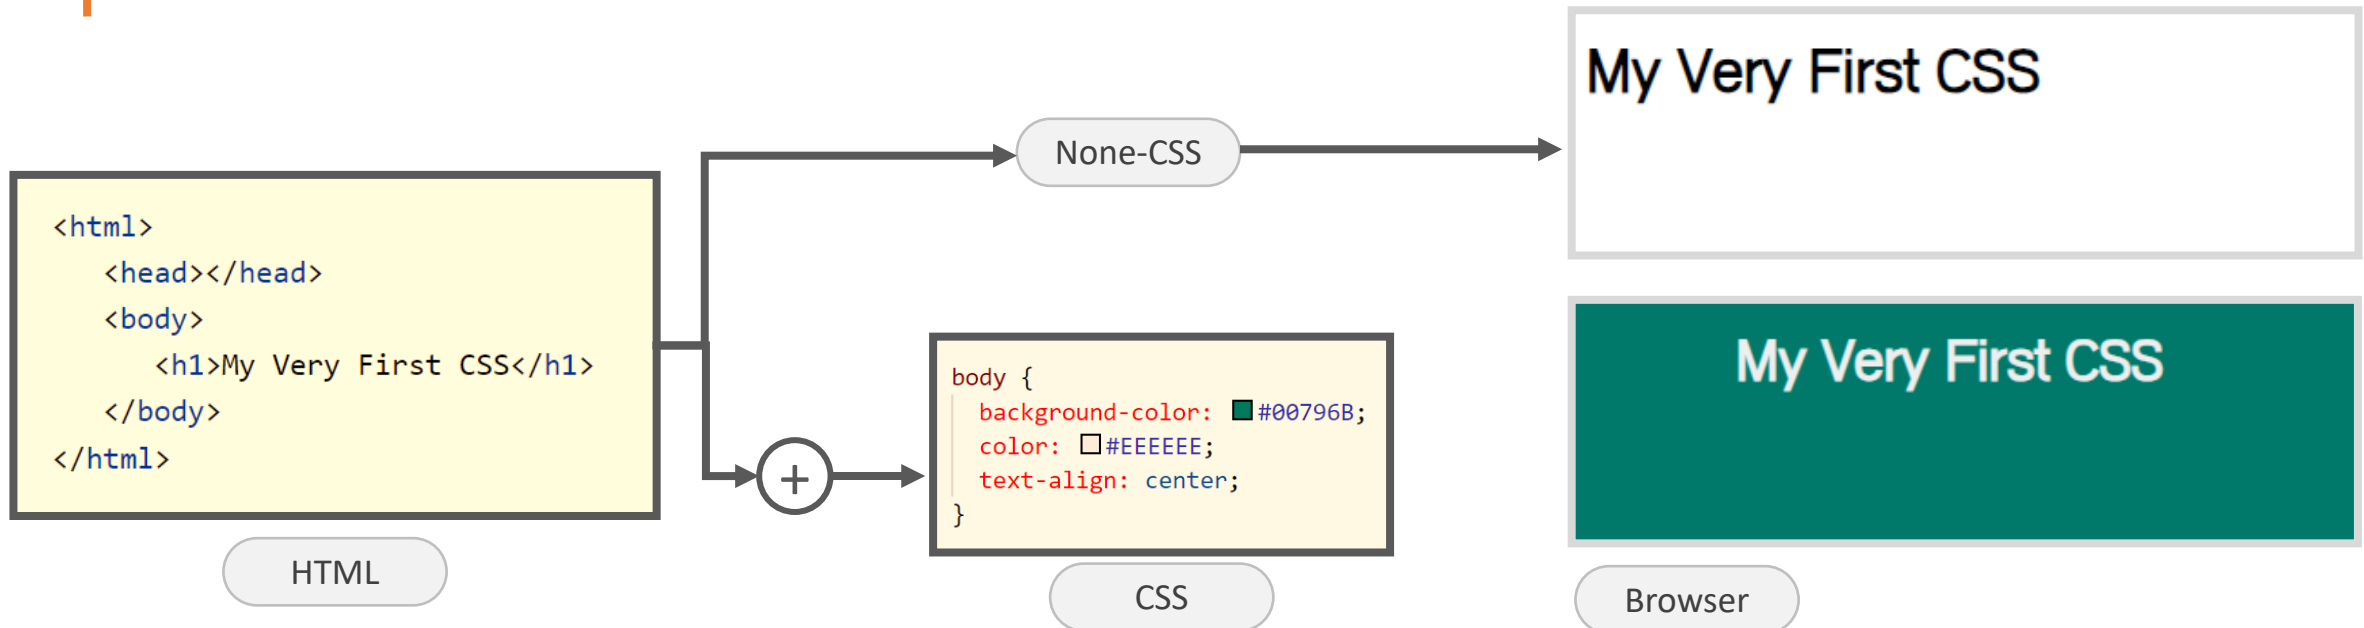 <html>
<head></head>
<body>
<h1>My Very First CSS</h1>
</body>
</html>
HTML
None-CSS
+
body {
background-color: #00796B;
color: #EEEEEE;
text-align: center;
}
CSS
My Very First CSS
My Very First CSS
Browser